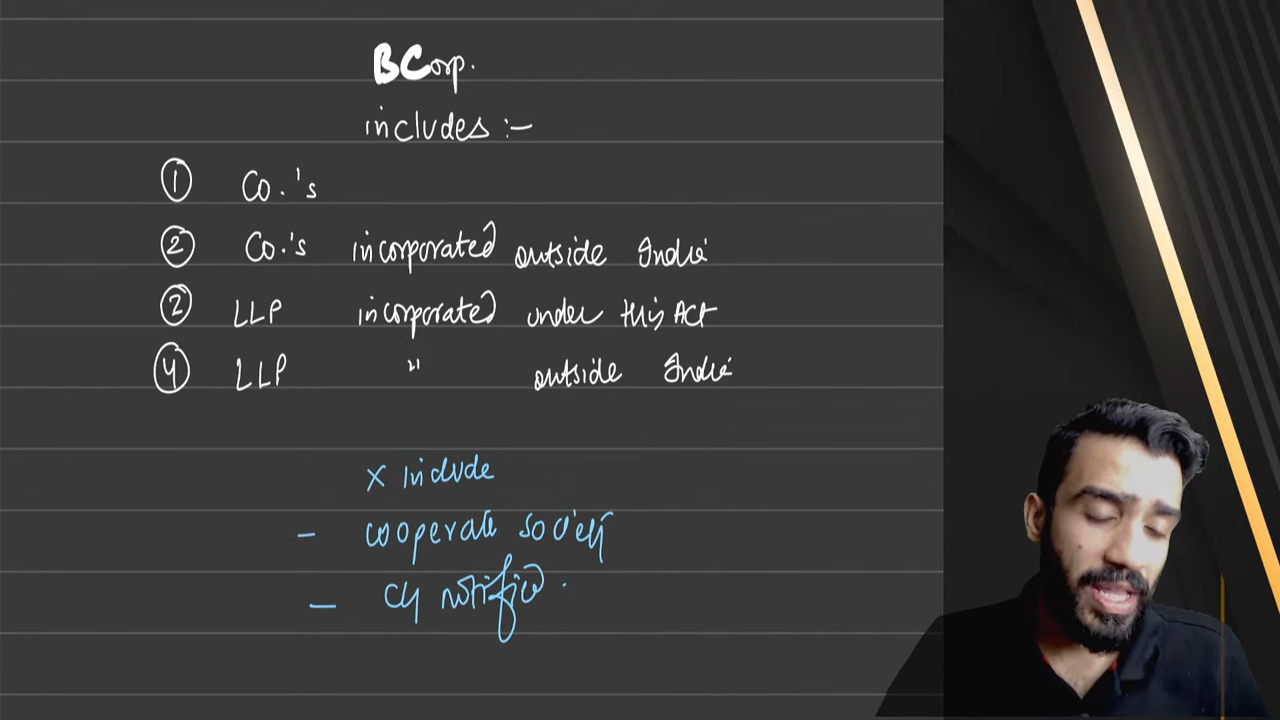 BCorp.
includes :-
① Co.'s
② Co.'s incorporated outside India
② LLP incorporated under this Act
④ LLP " outside India
x include
- cooperate society
- CG notified.